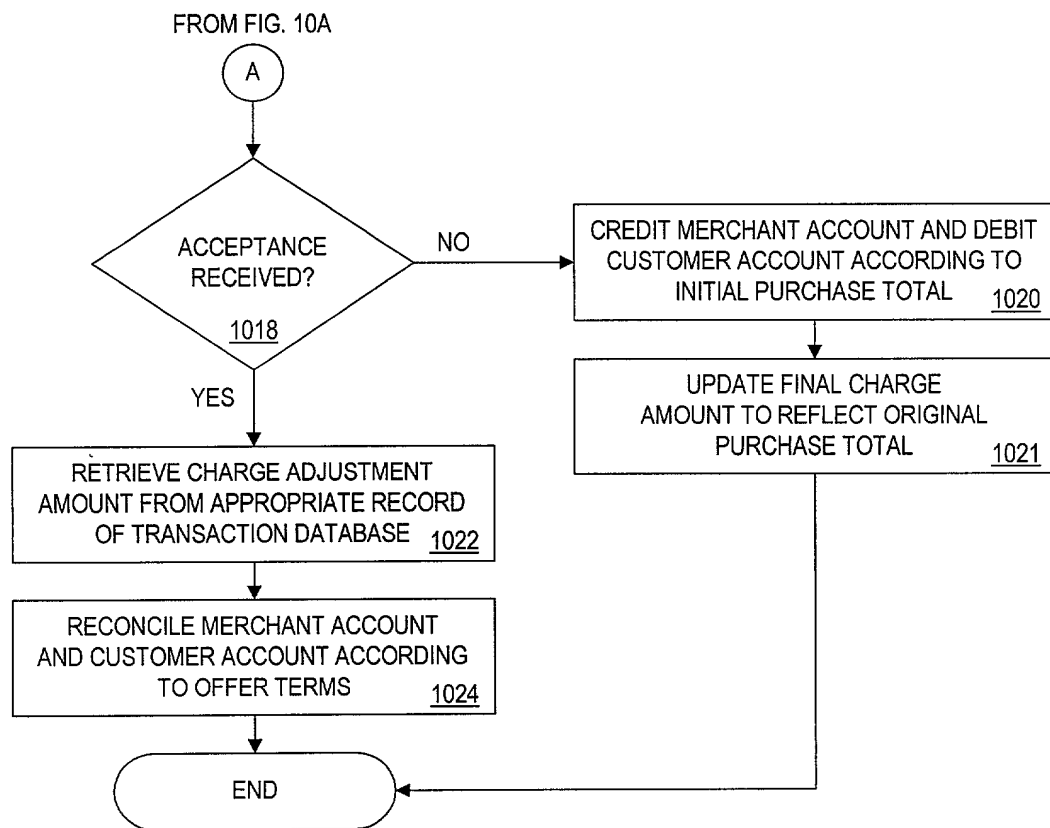 FROM FIG. 10A
A
ACCEPTANCE
RECEIVED?
1018
NO
YES
CREDIT MERCHANT ACCOUNT AND DEBIT
CUSTOMER ACCOUNT ACCORDING TO
INITIAL PURCHASE TOTAL
1020
UPDATE FINAL CHARGE
AMOUNT TO REFLECT ORIGINAL
PURCHASE TOTAL
1021
RETRIEVE CHARGE ADJUSTMENT
AMOUNT FROM APPROPRIATE RECORD
OF TRANSACTION DATABASE
1022
RECONCILE MERCHANT ACCOUNT
AND CUSTOMER ACCOUNT ACCORDING
TO OFFER TERMS
1024
END